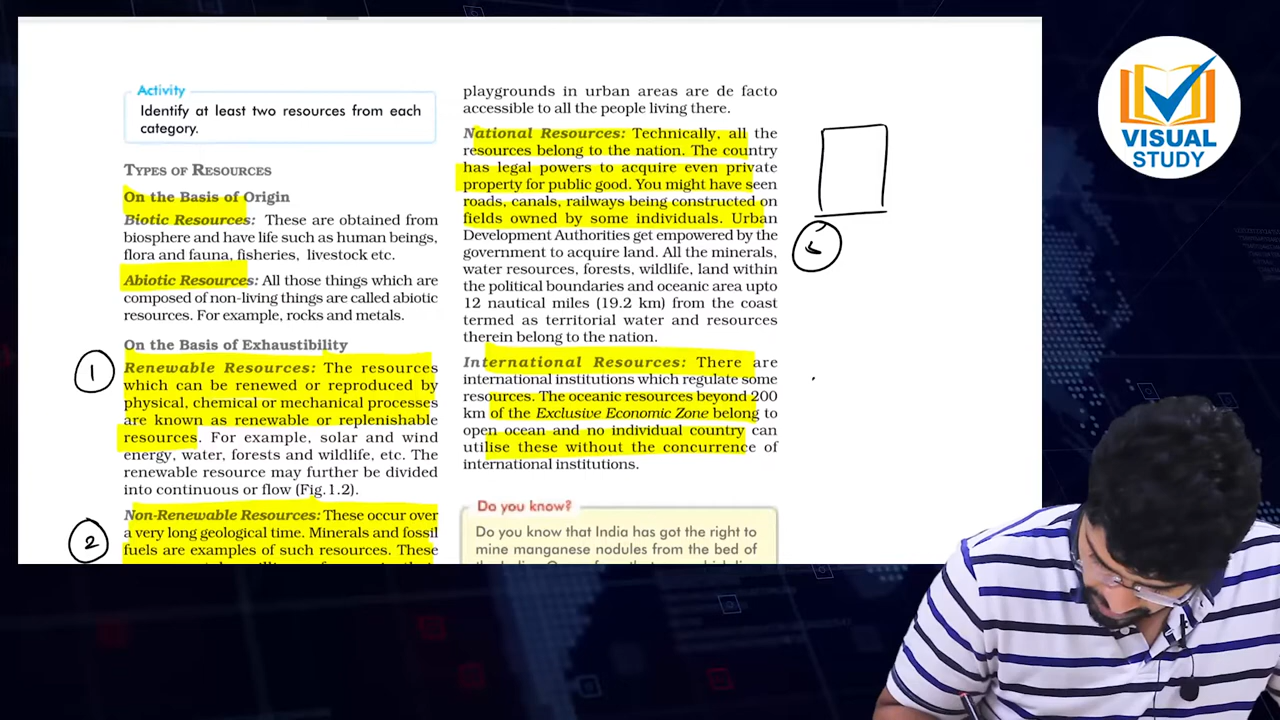 Activity
Identify at least two resources from each
category.
TYPES OF RESOURCES
On the Basis of Origin
Biotic Resources: These are obtained from
biosphere and have life such as human beings,
flora and fauna, fisheries, livestock etc.
Abiotic Resources: All those things which are
composed of non-living things are called abiotic
resources. For example, rocks and metals.
On the Basis of Exhaustibility
1
Renewable Resources: The resources
which can be renewed or reproduced by
physical, chemical or mechanical processes
are known as renewable or replenishable
resources. For example, solar and wind
energy, water, forests and wildlife, etc. The
renewable resource may further be divided
into continuous or flow (Fig.1.2).
2
Non-Renewable Resources: These occur over
a very long geological time. Minerals and fossil
fuels are examples of such resources. These
playgrounds in urban areas are de facto
accessible to all the people living there.
National Resources: Technically, all the
resources belong to the nation. The country
has legal powers to acquire even private
property for public good. You might have seen
roads, canals, railways being constructed on
fields owned by some individuals. Urban
Development Authorities get empowered by the
government to acquire land. All the minerals,
water resources, forests, wildlife, land within
the political boundaries and oceanic area upto
12 nautical miles (19.2 km) from the coast
termed as territorial water and resources
therein belong to the nation.
International Resources: There are
international institutions which regulate some
resources. The oceanic resources beyond 200
km of the Exclusive Economic Zone belong to
open ocean and no individual country can
utilise these without the concurrence of
international institutions.
Do you know?
Do you know that India has got the right to
mine manganese nodules from the bed of
VISUAL
STUDY